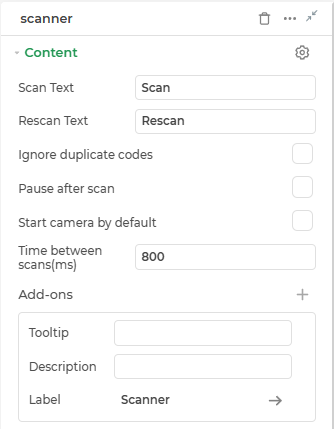 scanner
Content
Scan Text Scan
Rescan Text Rescan
Ignore duplicate codes
Pause after scan
Start camera by default
Time between
scans(ms) 800
Add-ons
Tooltip
Description
Label Scanner